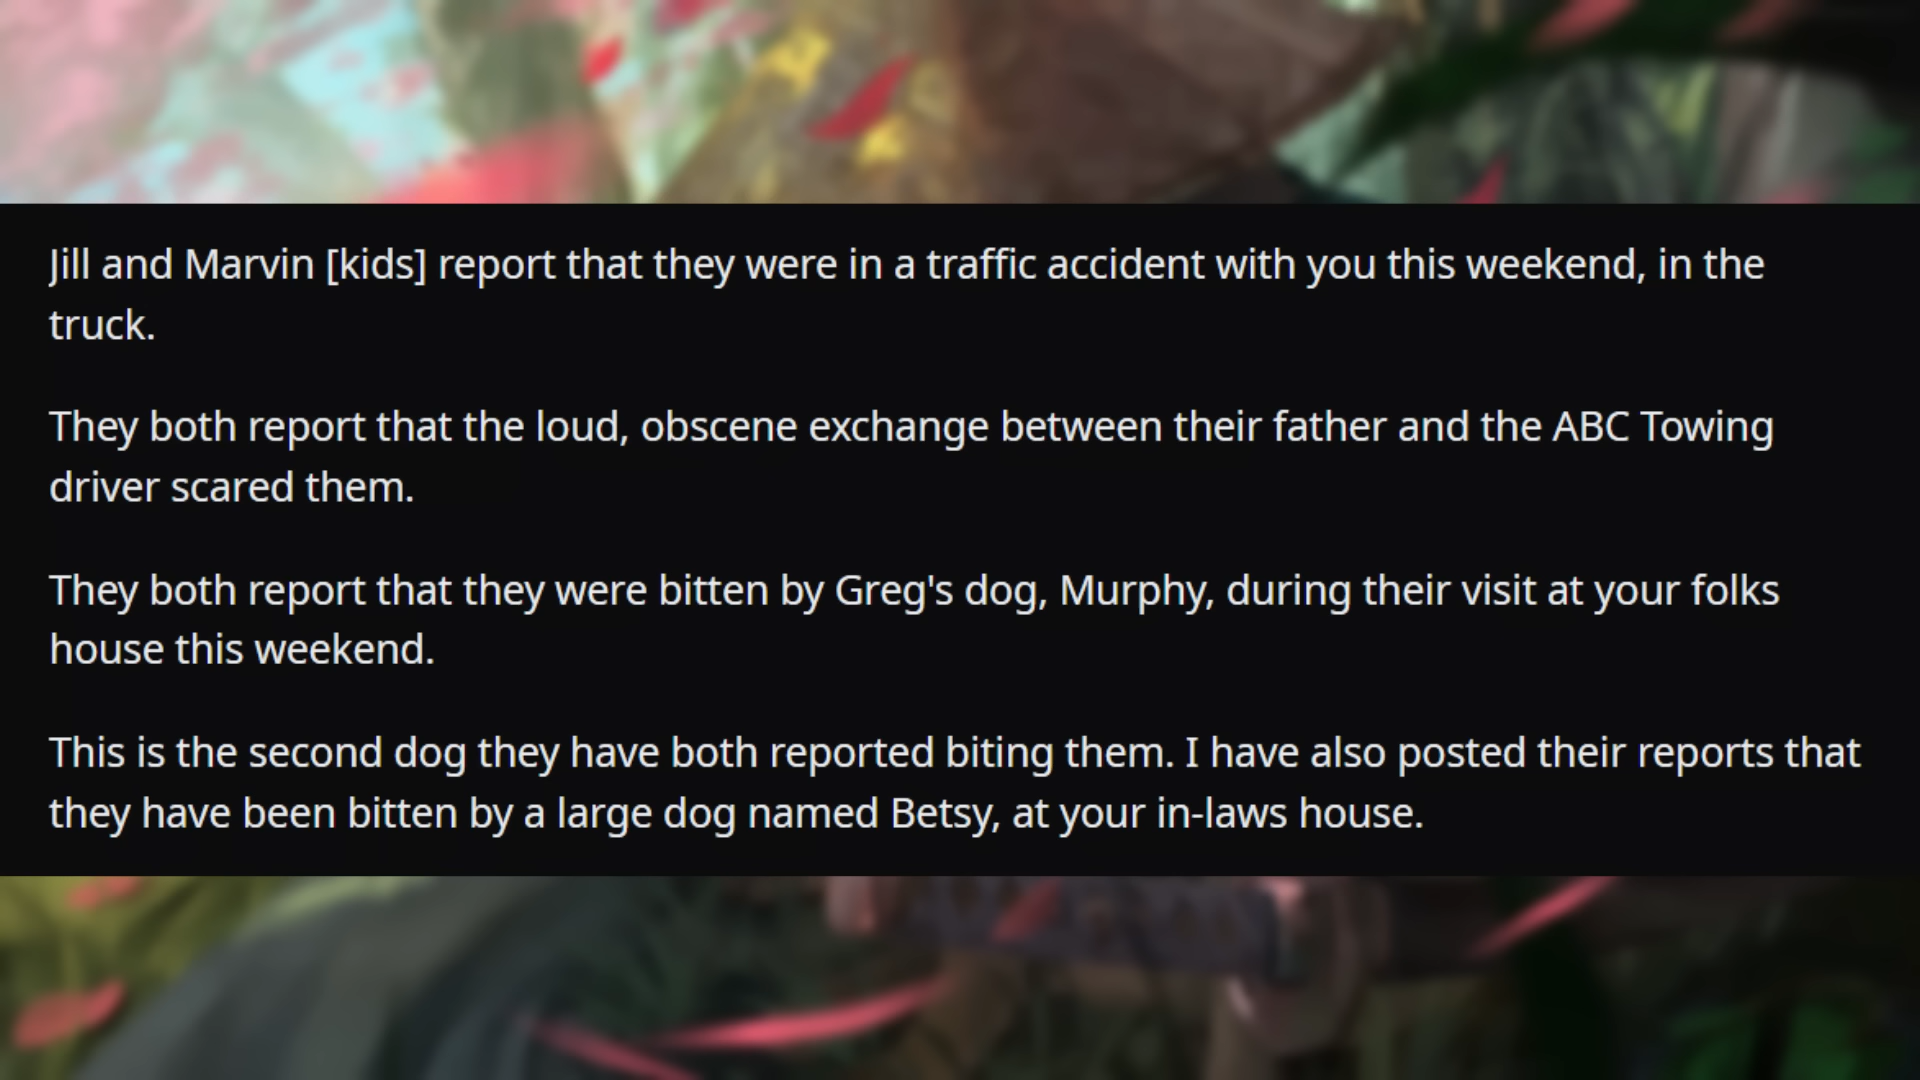 Jill and Marvin [kids] report that they were in a traffic accident with you this weekend, in the
truck.
They both report that the loud, obscene exchange between their father and the ABC Towing
driver scared them.
They both report that they were bitten by Greg's dog, Murphy, during their visit at your folks
house this weekend.
This is the second dog they have both reported biting them. I have also posted their reports that
they have been bitten by a large dog named Betsy, at your in-laws house.